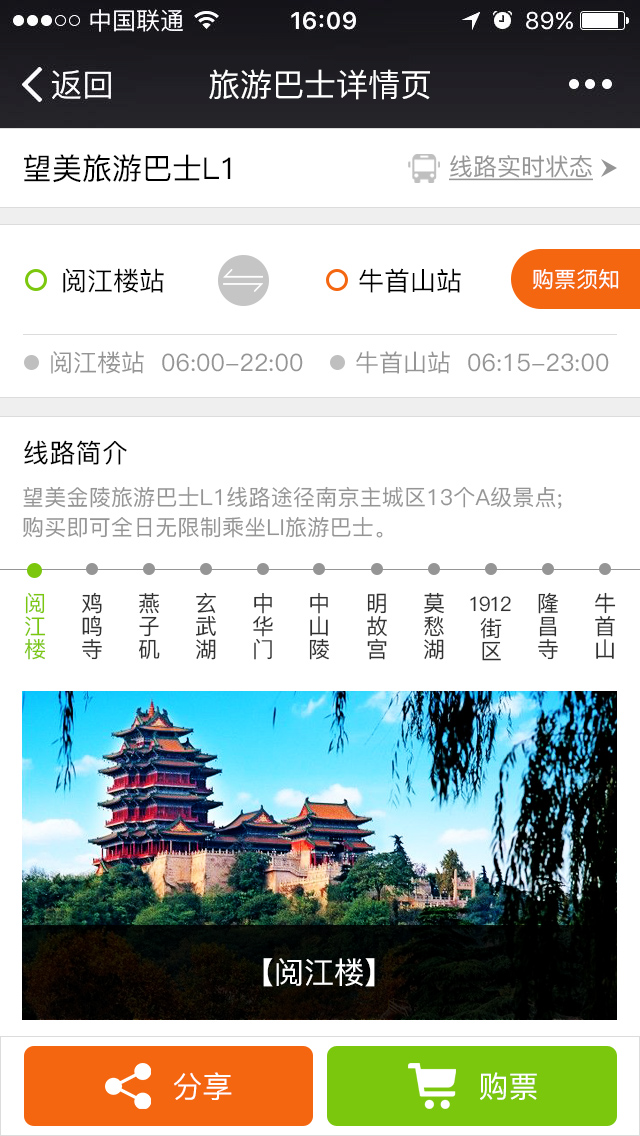 中国联通 16:09 89%
返回 旅游巴士详情页
望美旅游巴士L1 线路实时状态
阅江楼站 牛首山站 购票须知
阅江楼站 06:00-22:00 牛首山站 06:15-23:00
线路简介
望美金陵旅游巴士L1线路途径南京主城区13个A级景点;
购买即可全日无限制乘坐LI旅游巴士。
阅江楼
鸡鸣寺
燕子矶
玄武湖
中华门
中山陵
明故宫
莫愁湖
1912街区
隆昌寺
牛首山
【阅江楼】
分享 购票